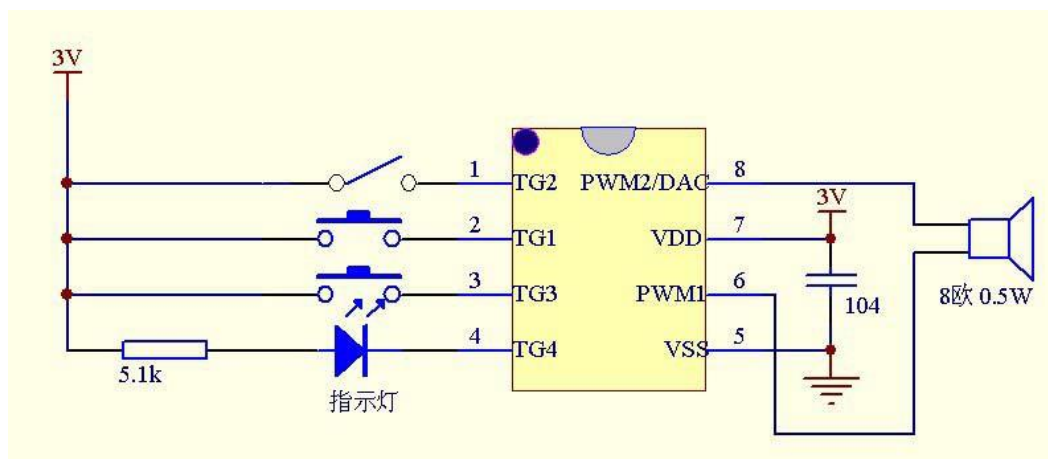 3V
1 TG2 PWM2/DAC 8
3V
2 TG1 VDD 7
3 TG3 PWM1 6
104
8欧 0.5W
4 TG4 VSS 5
5.1k
指示灯